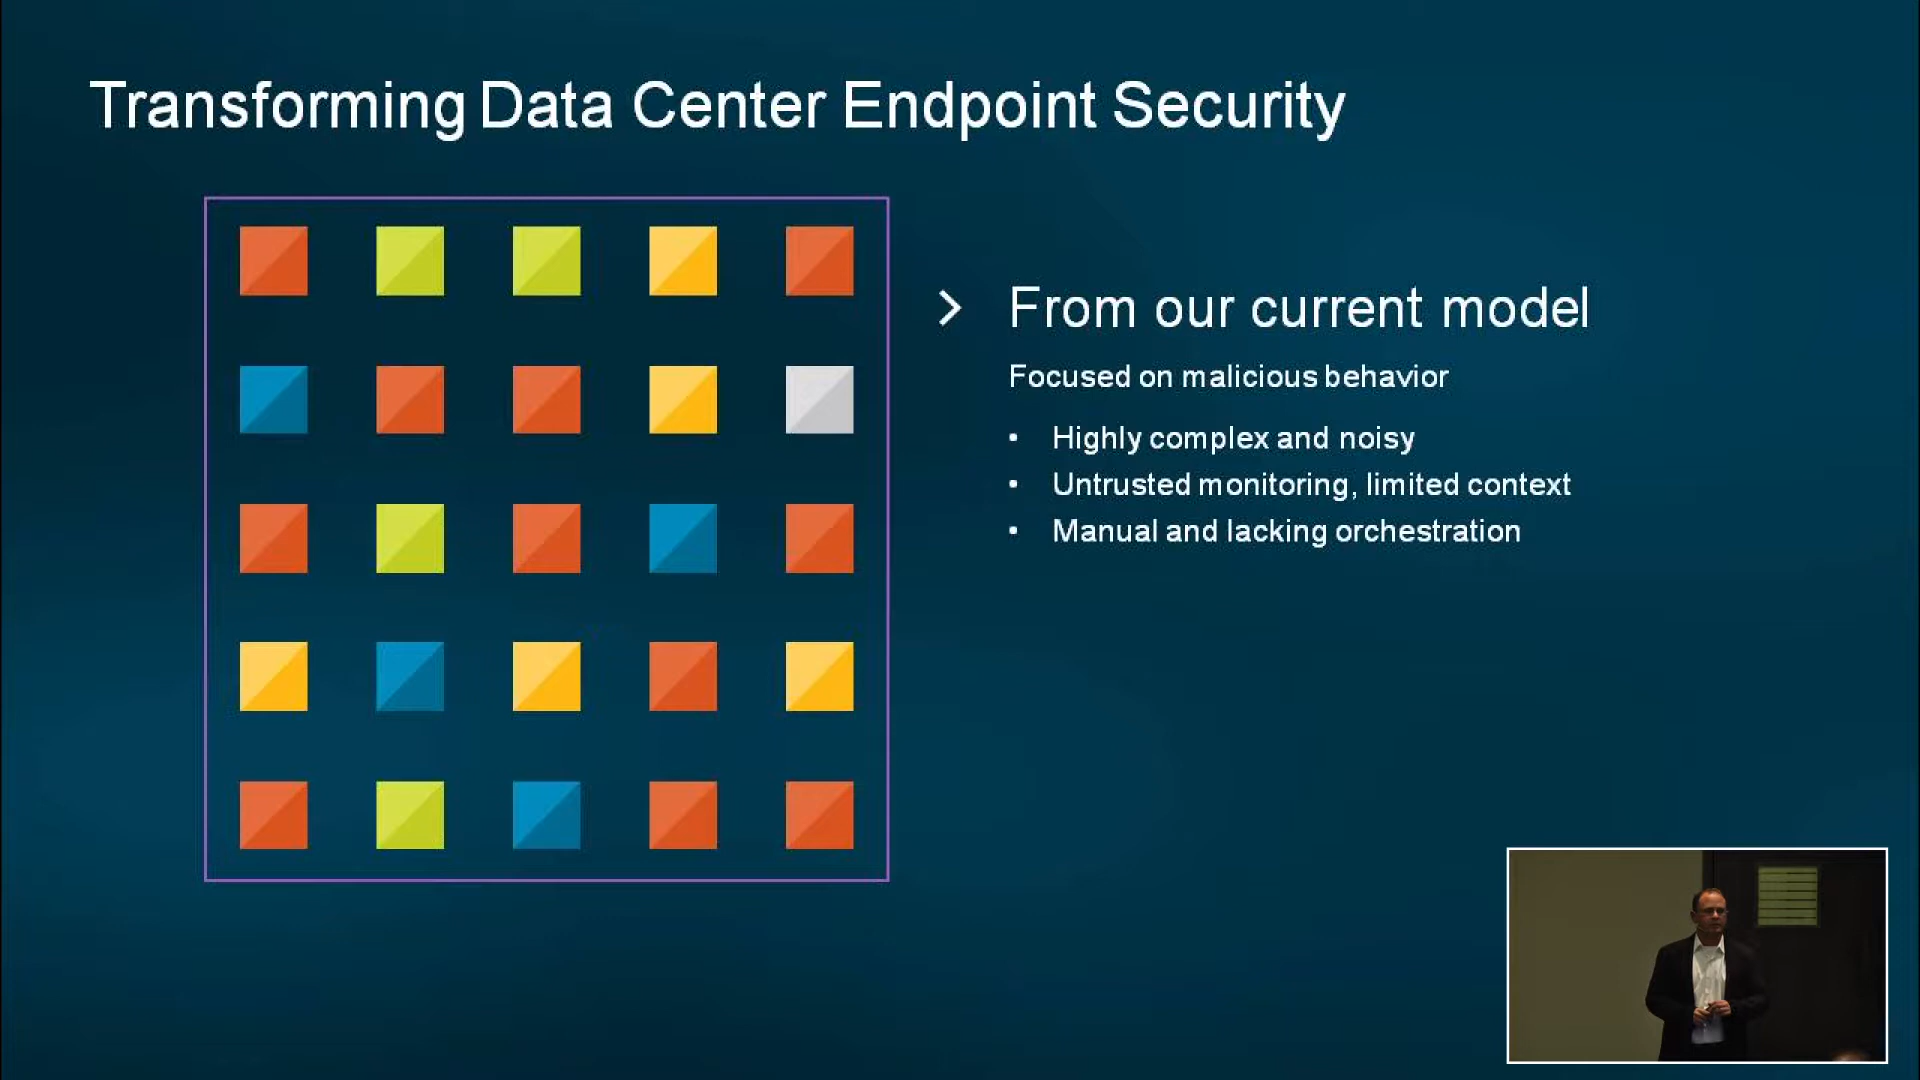 Transforming Data Center Endpoint Security
From our current model
Focused on malicious behavior
• Highly complex and noisy
• Untrusted monitoring, limited context
• Manual and lacking orchestration